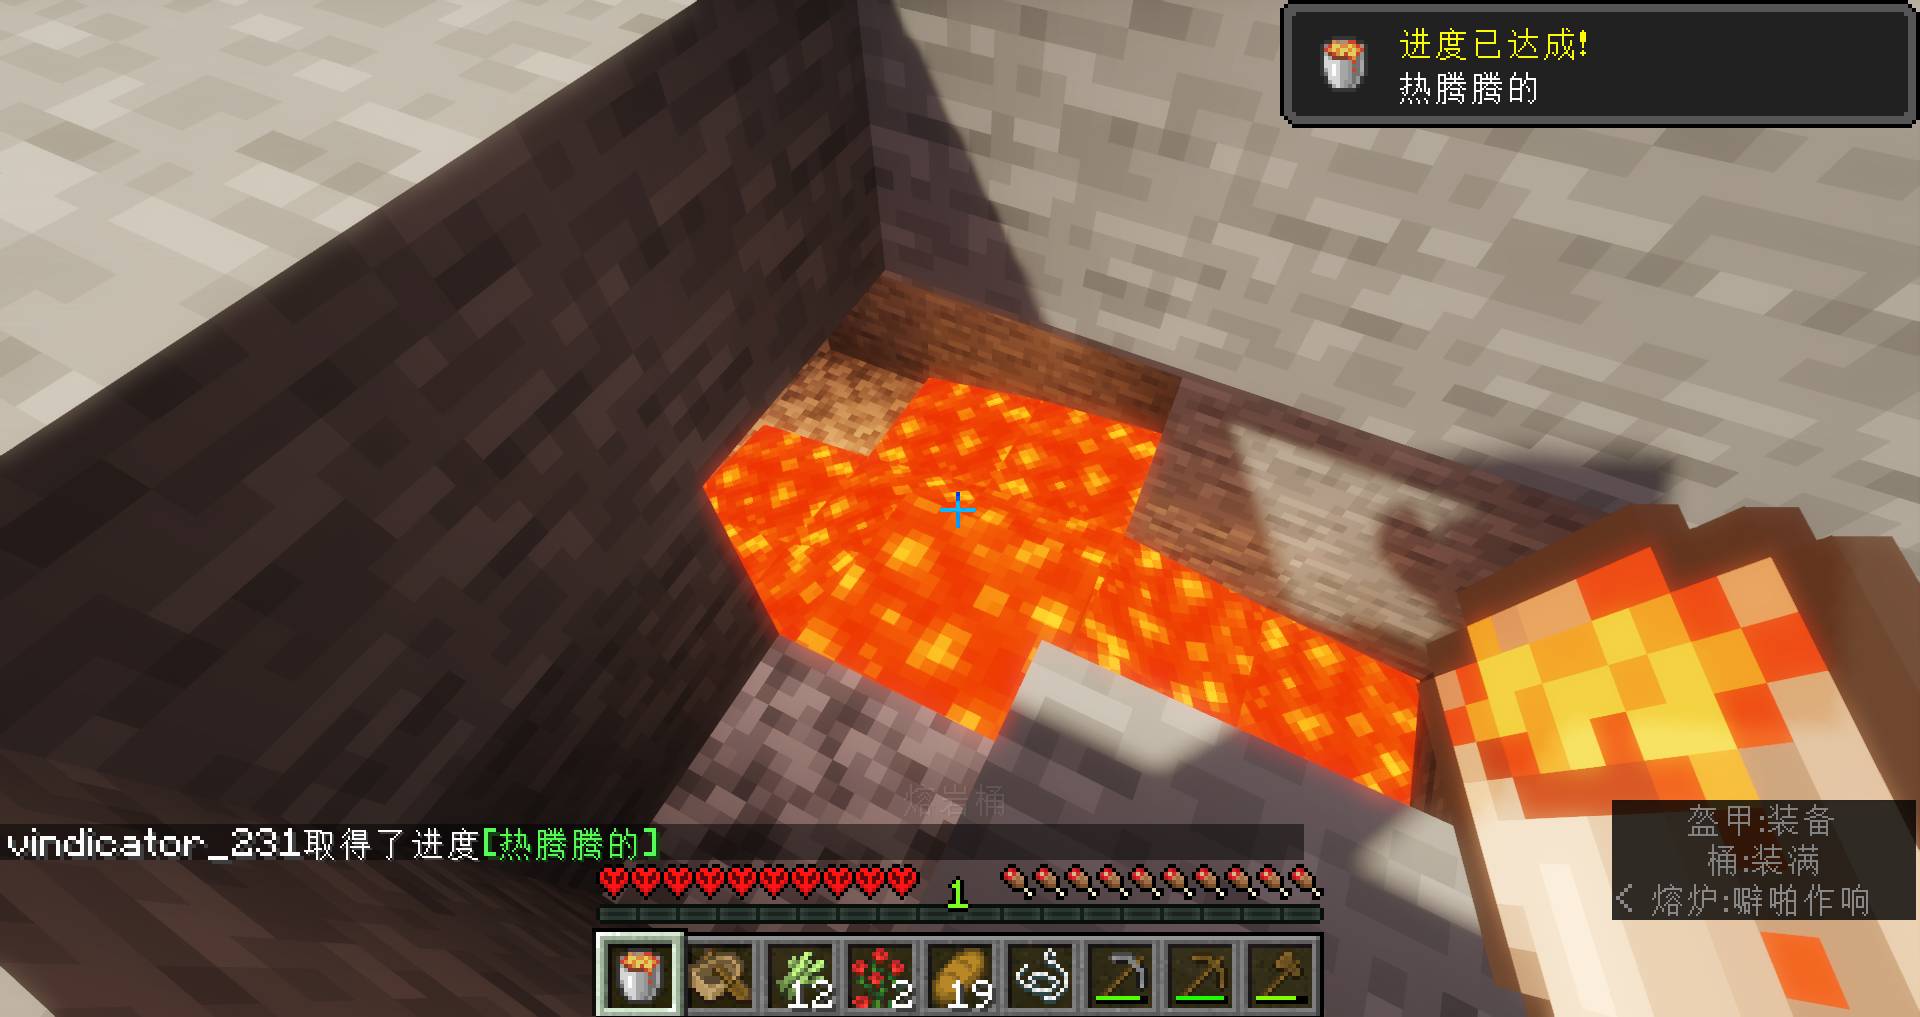 进度已达成!
热腾腾的
熔岩桶
vindicator_231取得了进度[热腾腾的]
1
盔甲:装备
桶:装满
< 熔炉:噼啪作响
12
2
19